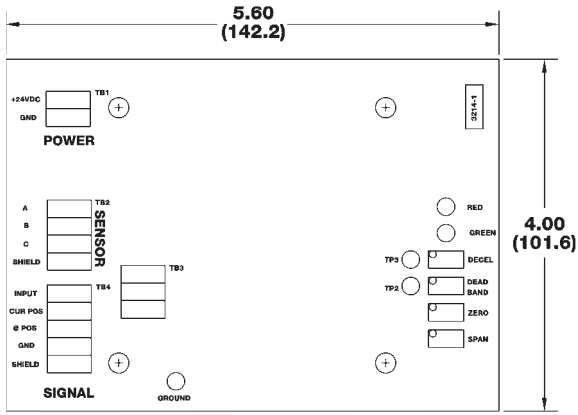 5.60
(142.2)
+24VDC
TB1
GND
POWER
3214-1
A
TB2
B
C
SHIELD
SENSOR
RED
GREEN
4.00
(101.6)
TP3
DECEL
TP2
DEAD
BAND
ZERO
SPAN
TB3
INPUT
TB4
CUR POS
@ POS
GND
SHIELD
SIGNAL
GROUND